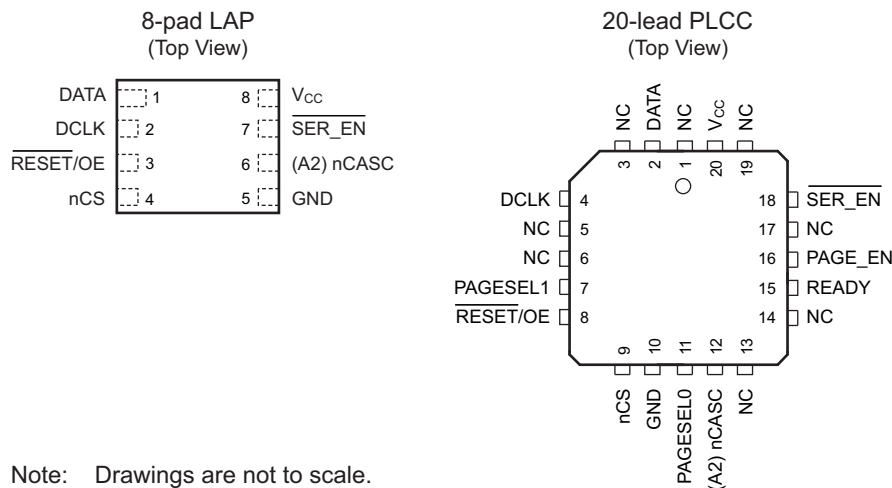 8-pad LAP
(Top View)
DATA 1 8 Vcc
DCLK 2 7 SER_EN
RESET/OE 3 6 (A2) nCASC
nCS 4 5 GND
20-lead PLCC
(Top View)
NC DATA NC Vcc NC
3 2 1 20 19
DCLK 4 18 SER_EN
NC 5 17 NC
NC 6 16 PAGE_EN
PAGESEL1 7 15 READY
RESET/OE 8 14 NC
9 10 11 12 13
nCS GND PAGESEL0 (A2) nCASC NC
Note: Drawings are not to scale.